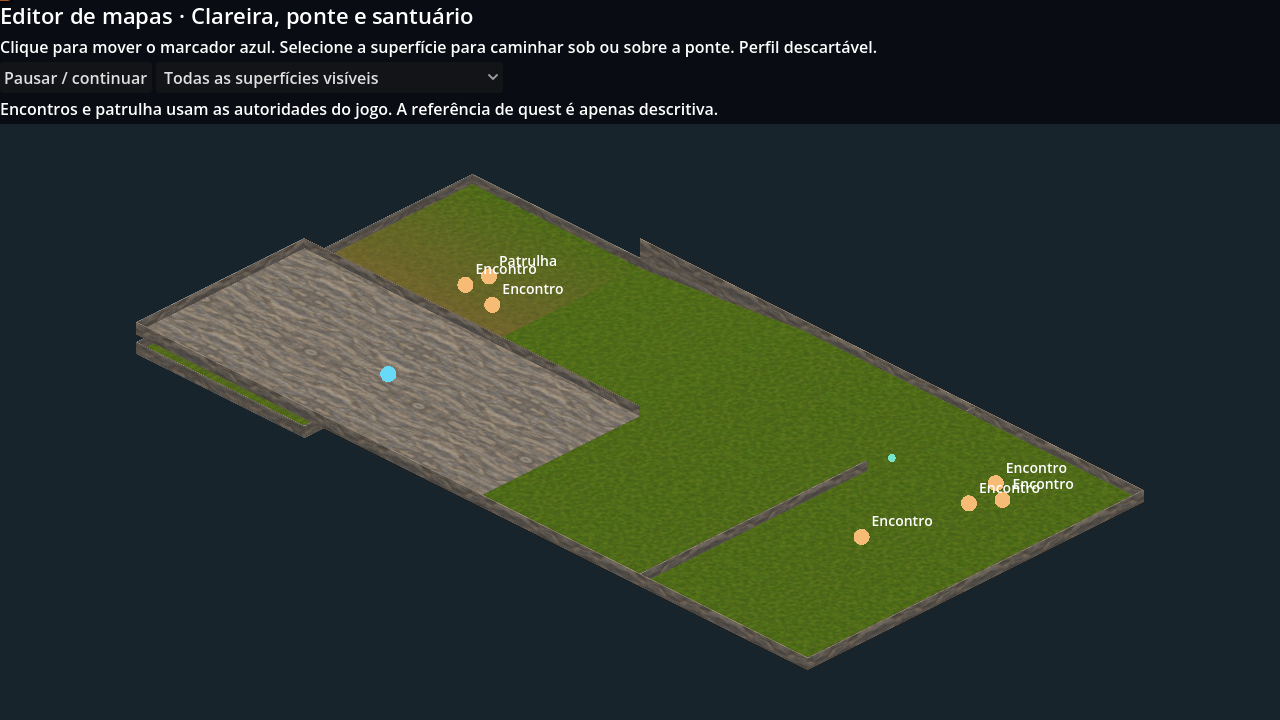 Editor de mapas · Clareira, ponte e santuário
Clique para mover o marcador azul. Selecione a superfície para caminhar sob ou sobre a ponte. Perfil descartável.
Pausar / continuar
Todas as superfícies visíveis
Encontros e patrulha usam as autoridades do jogo. A referência de quest é apenas descritiva.
Patrulha
Encontro
Encontro
Encontro
Encontro
Encontro
Encontro